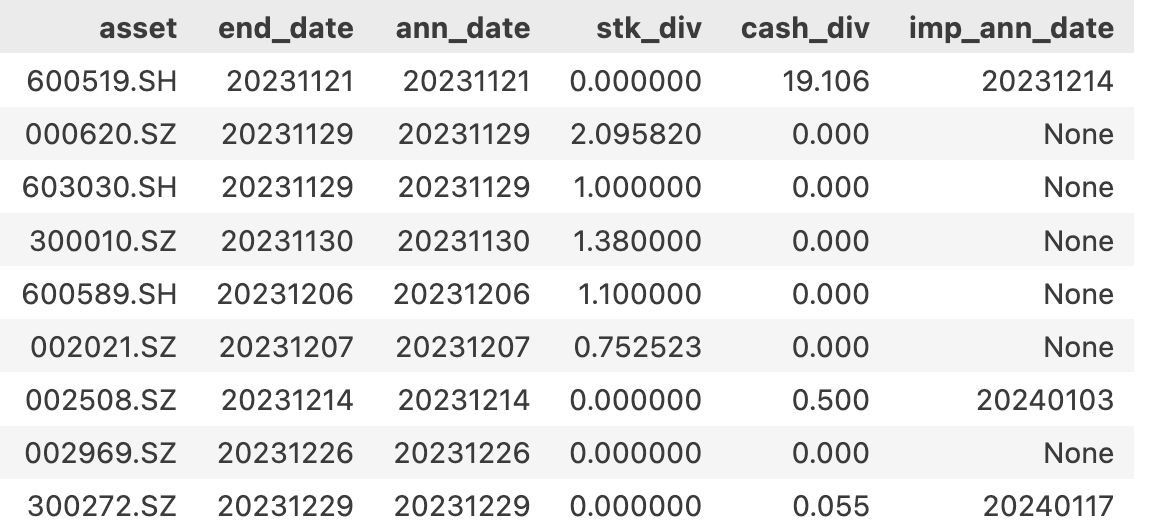 asset end_date ann_date stk_div cash_div imp_ann_date
600519.SH 20231121 20231121 0.000000 19.106 20231214
000620.SZ 20231129 20231129 2.095820 0.000 None
603030.SH 20231129 20231129 1.000000 0.000 None
300010.SZ 20231130 20231130 1.380000 0.000 None
600589.SH 20231206 20231206 1.100000 0.000 None
002021.SZ 20231207 20231207 0.752523 0.000 None
002508.SZ 20231214 20231214 0.000000 0.500 20240103
002969.SZ 20231226 20231226 0.000000 0.000 None
300272.SZ 20231229 20231229 0.000000 0.055 20240117